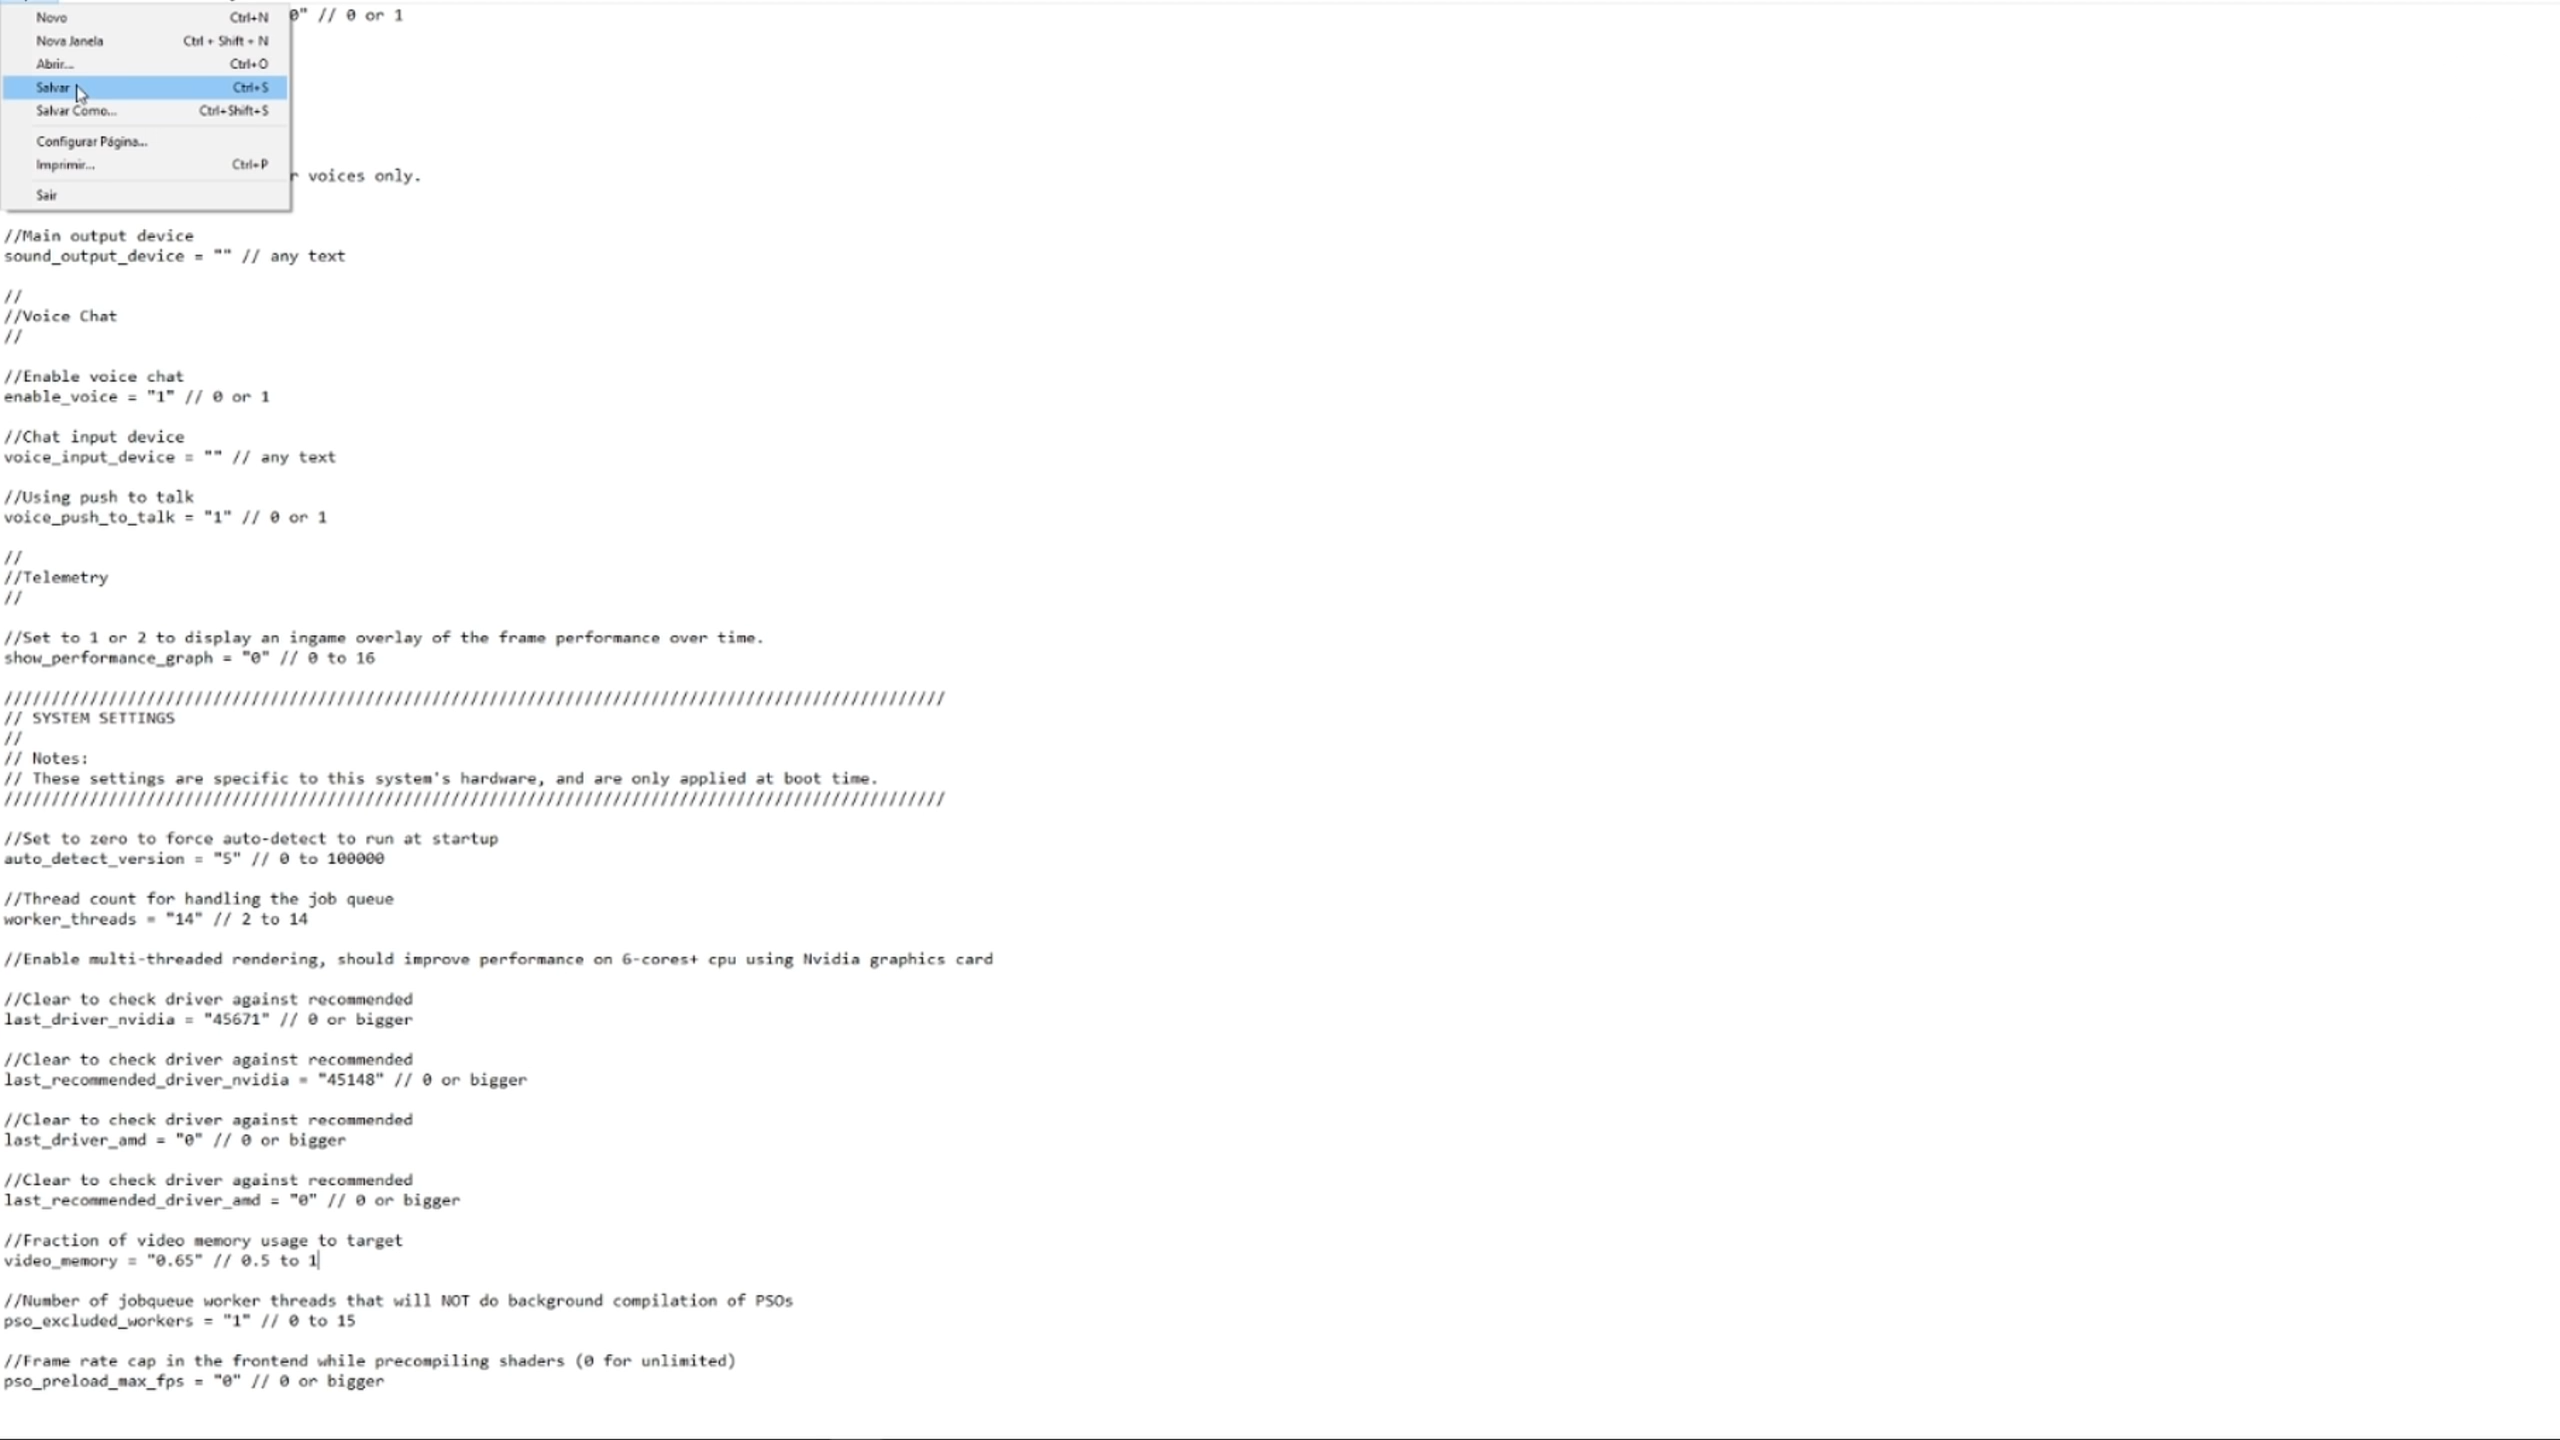 Novo Ctrl+N
0" // 0 or 1
Nova Janela Ctrl + Shift + N
Abrir... Ctrl+O
Salvar Ctrl+S
Salvar Como... Ctrl+Shift+S
Configurar Página...
Imprimir... Ctrl+P
r voices only.
Sair
//Main output device
sound_output_device = "" // any text
//
//Voice Chat
//
//Enable voice chat
enable_voice = "1" // 0 or 1
//Chat input device
voice_input_device = "" // any text
//Using push to talk
voice_push_to_talk = "1" // 0 or 1
//
//Telemetry
//
//Set to 1 or 2 to display an ingame overlay of the frame performance over time.
show_performance_graph = "0" // 0 to 16
///////////////////////////////////////////////////////////////////////////////////////////////////
// SYSTEM SETTINGS
//
// Notes:
// These settings are specific to this system's hardware, and are only applied at boot time.
///////////////////////////////////////////////////////////////////////////////////////////////////
//Set to zero to force auto-detect to run at startup
auto_detect_version = "5" // 0 to 100000
//Thread count for handling the job queue
worker_threads = "14" // 2 to 14
//Enable multi-threaded rendering, should improve performance on 6-cores+ cpu using Nvidia graphics card
//Clear to check driver against recommended
last_driver_nvidia = "45671" // 0 or bigger
//Clear to check driver against recommended
last_recommended_driver_nvidia = "45148" // 0 or bigger
//Clear to check driver against recommended
last_driver_amd = "0" // 0 or bigger
//Clear to check driver against recommended
last_recommended_driver_amd = "0" // 0 or bigger
//Fraction of video memory usage to target
video_memory = "0.65" // 0.5 to 1
//Number of jobqueue worker threads that will NOT do background compilation of PSOs
pso_excluded_workers = "1" // 0 to 15
//Frame rate cap in the frontend while precompiling shaders (0 for unlimited)
pso_preload_max_fps = "0" // 0 or bigger